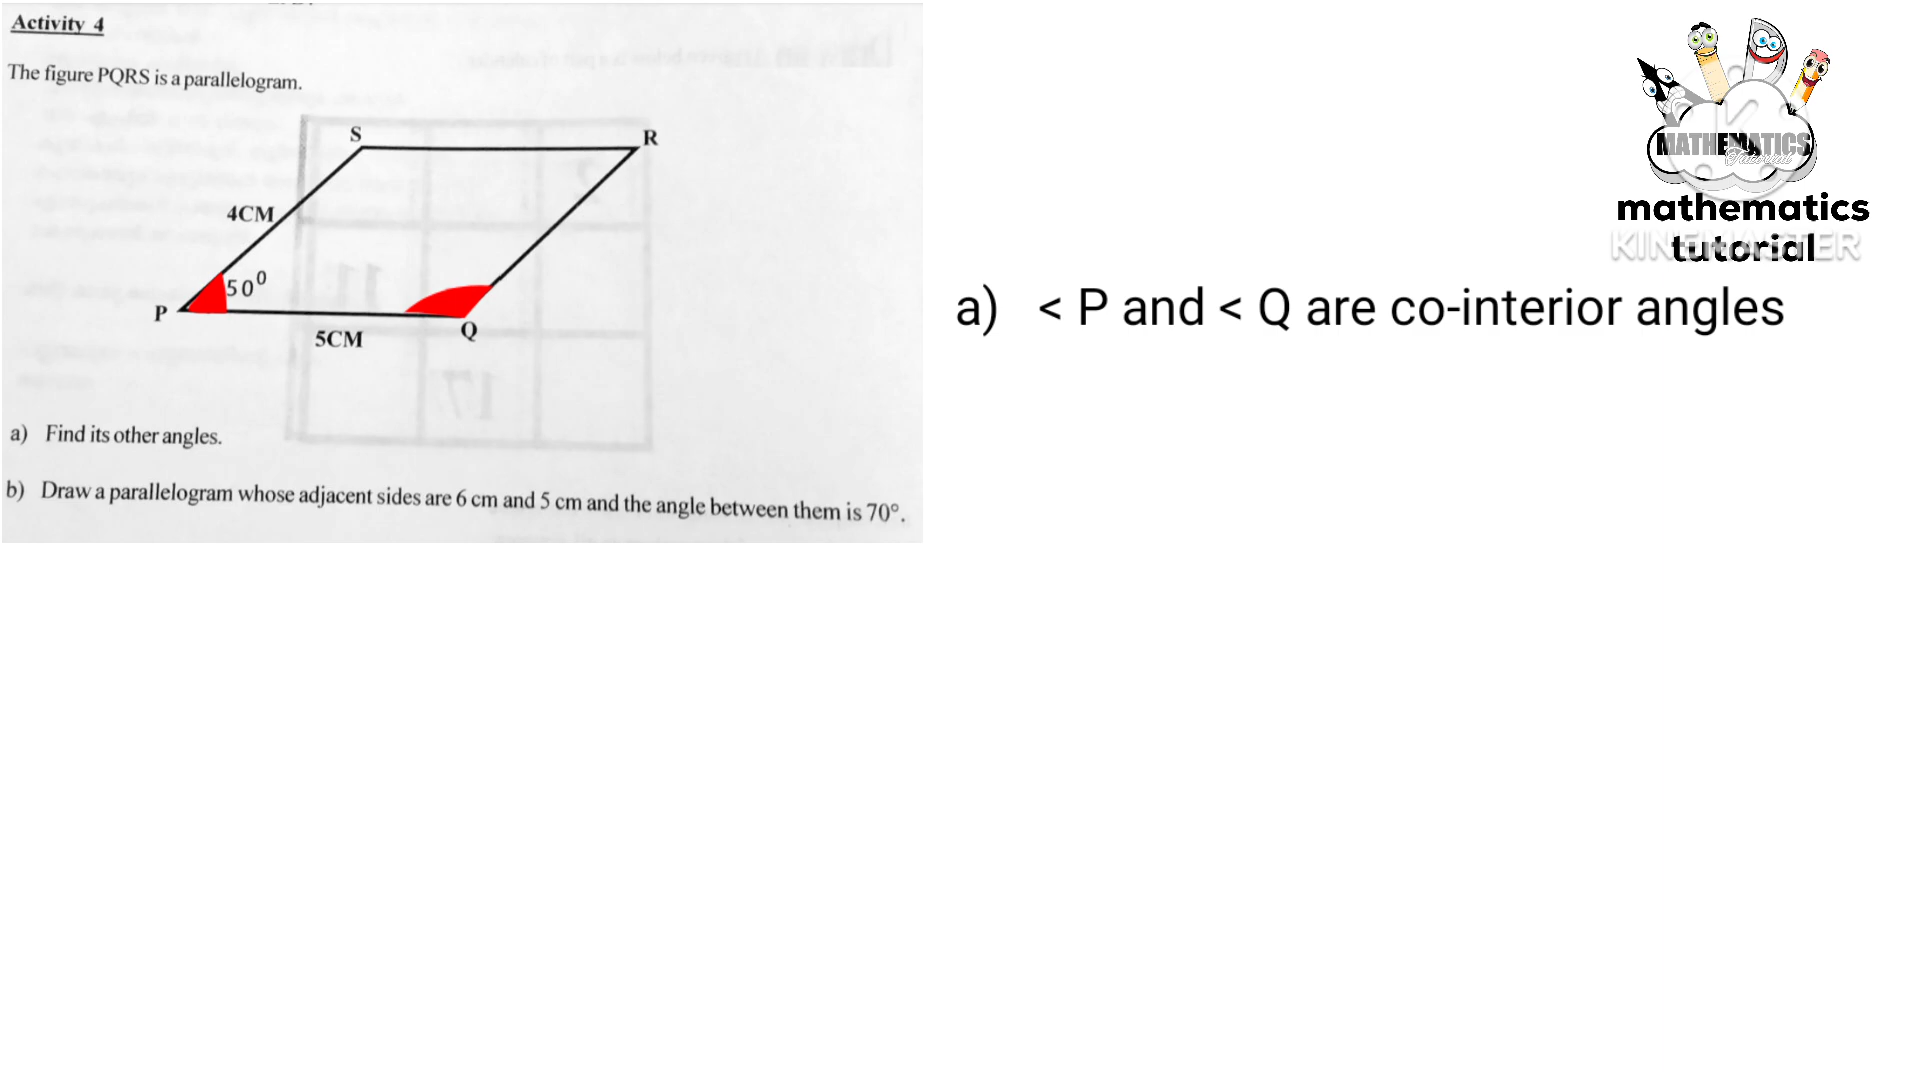 Activity 4
The figure PQRS is a parallelogram.
S
R
4CM
50⁰
P
5CM
Q
a) Find its other angles.
b) Draw a parallelogram whose adjacent sides are 6 cm and 5 cm and the angle between them is 70°.
MATHEMATICS
Tutorial
mathematics
tutorial
KINEMASTER
a) < P and < Q are co-interior angles